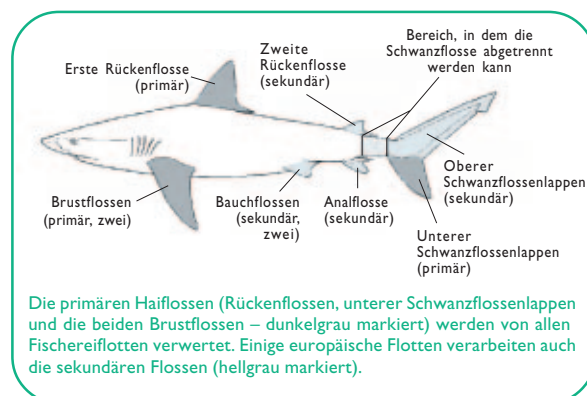 Erste Rückenflosse
(primär)
Zweite
Rückenflosse
(sekundär)
Bereich, in dem die
Schwanzflosse abgetrennt
werden kann
Brustflossen
(primär, zwei)
Bauchflossen
(sekundär,
zwei)
Analflosse
(sekundär)
Oberer
Schwanzflossenlappen
(sekundär)
Unterer
Schwanzflossenlappen
(primär)
Die primären Haiflossen (Rückenflossen, unterer Schwanzflossenlappen
und die beiden Brustflossen – dunkelgrau markiert) werden von allen
Fischereiflotten verwertet. Einige europäische Flotten verarbeiten auch
die sekundären Flossen (hellgrau markiert).